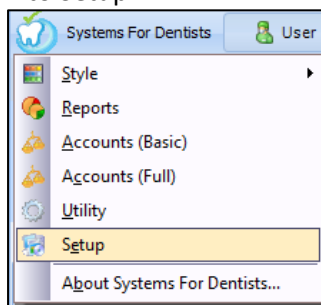 Systems For Dentists User
Style
Reports
Accounts (Basic)
Accounts (Full)
Utility
Setup
About Systems For Dentists...